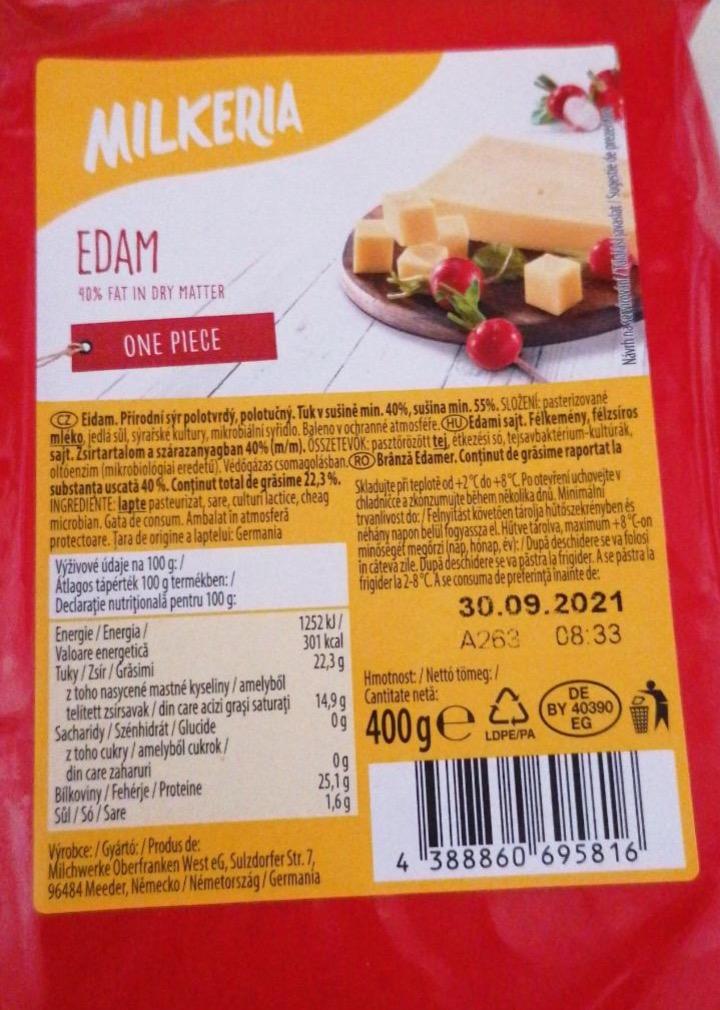 MILKERIA
EDAM
40% FAT IN DRY MATTER
ONE PIECE
CZ Eidam. Přírodní sýr polotvrdý, polotučný. Tuk v sušině min. 40%, sušina min. 55%. SLOŽENÍ: pasterizované
mléko, jedlá sůl, sýrařské kultury, mikrobiální syřidlo. Baleno v ochranné atmosféře. HU Edami sajt. Félkemény, félzsíros
sajt. Zsírtartalom a szárazanyagban 40% (m/m). ÖSSZETEVŐK: pasztőrözött tej, étkezési só, tejsavbaktérium-kultúrák,
oltóenzim (mikrobiológiai eredetű). Védőgázas csomagolásban. RO Brânză Edamer. Conținut de grăsime raportat la
substanța uscată 40 %. Conținut total de grăsime 22,3 %.
INGREDIENTE: lapte pasteurizat, sare, culturi lactice, cheag
microbian. Gata de consum. Ambalat în atmosferă
protectoare. Țara de origine a laptelui: Germania
Skladujte při teplotě od +2°C do +8°C. Po otevření uchovejte v
chladničce a zkonzumujte během několika dnů. Minimální
trvanlivost do: / Felnyitást követően tárolja hűtőszekrényben és
néhány napon belül fogyassza el. Hűtve tárolva, maximum +8°C-on
minőségét megőrzi (nap, hónap, év): / După deschidere se va folosi
în câteva zile. După deschidere se va păstra la frigider. A se păstra la
frigider la 2-8°C. A se consuma de preferință înainte de:
30.09.2021
A263 08:33
Výživové údaje na 100 g: /
Átlagos tápérték 100 g termékben: /
Declarație nutrițională pentru 100 g:
Energie / Energia / 1252 kJ /
Valoare energetică 301 kcal
Tuky / Zsír / Grăsimi 22,3 g
z toho nasycené mastné kyseliny / amelyből
telített zsírsavak / din care acizi grași saturați 14,9 g
Sacharidy / Szénhidrát / Glucide 0 g
z toho cukry / amelyből cukrok /
din care zaharuri 0 g
Bílkoviny / Fehérje / Proteine 25,1 g
Sůl / Só / Sare 1,6 g
Hmotnost: / Nettó tömeg: /
Cantitate netă:
400 g e
LDPE/PA
DE
BY 40390
EG
Výrobce: / Gyártó: / Produs de:
Milchwerke Oberfranken West eG, Sulzdorfer Str. 7,
96484 Meeder, Německo / Németország / Germania
4 388860 695816
Návrh na / Sugestie de